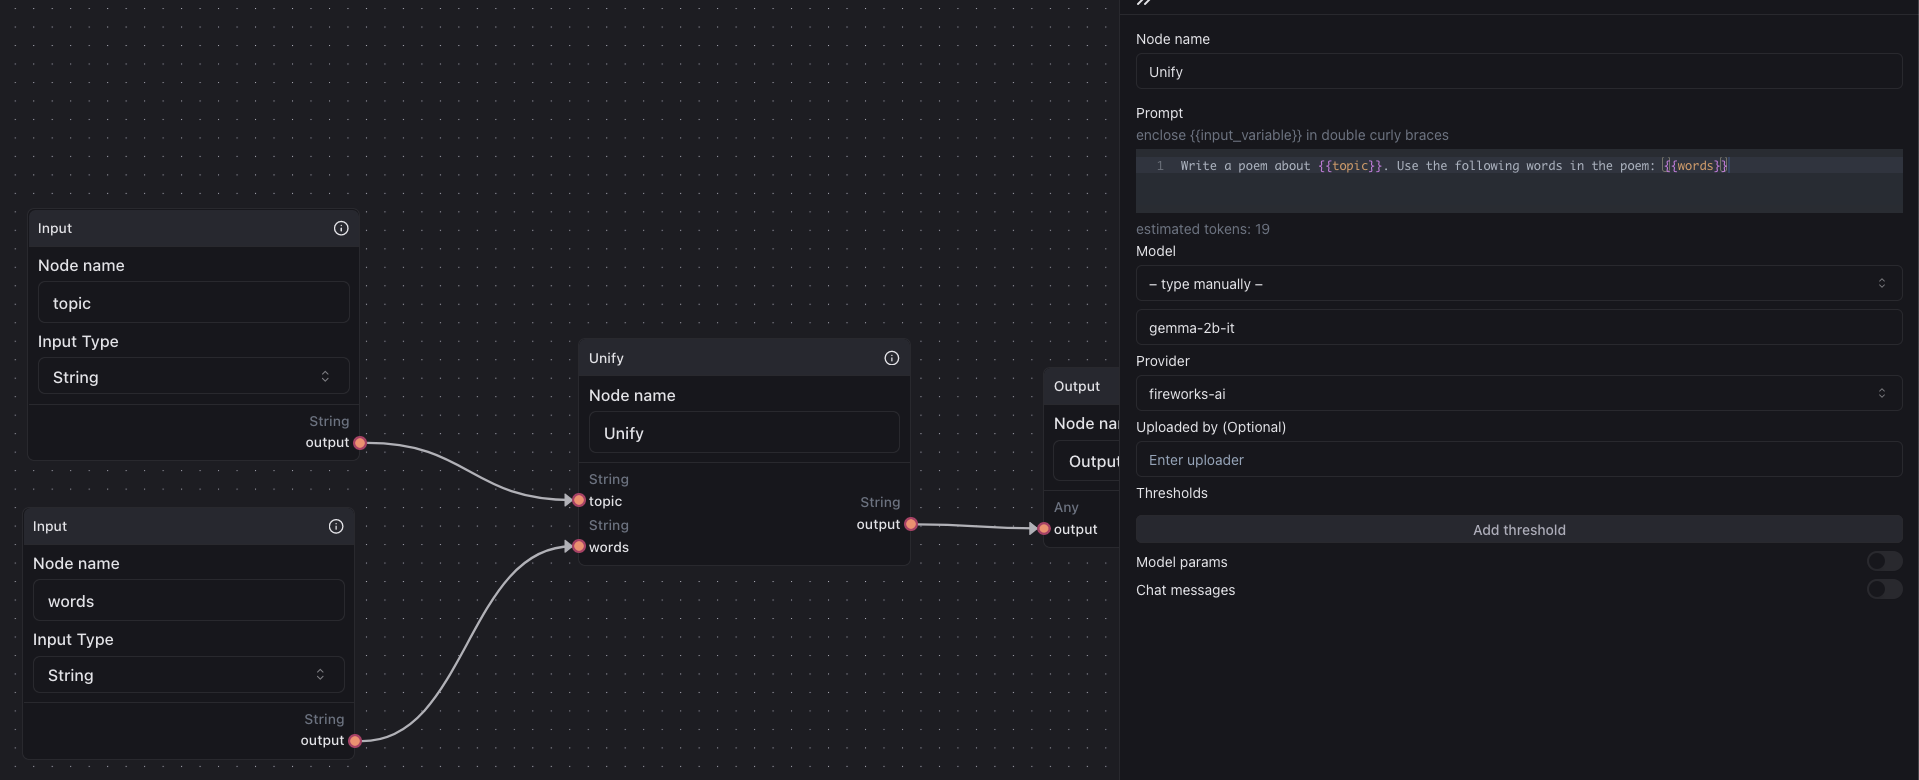 Input
Node name
topic
Input Type
String
String
output
Input
Node name
words
Input Type
String
String
output
Unify
Node name
Unify
String
topic
String
words
String
output
Output
Node na
Output
Any
output
Node name
Unify
Prompt
enclose {{input_variable}} in double curly braces
1 Write a poem about {{topic}}. Use the following words in the poem: {{words}}
estimated tokens: 19
Model
– type manually –
gemma-2b-it
Provider
fireworks-ai
Uploaded by (Optional)
Enter uploader
Thresholds
Add threshold
Model params
Chat messages